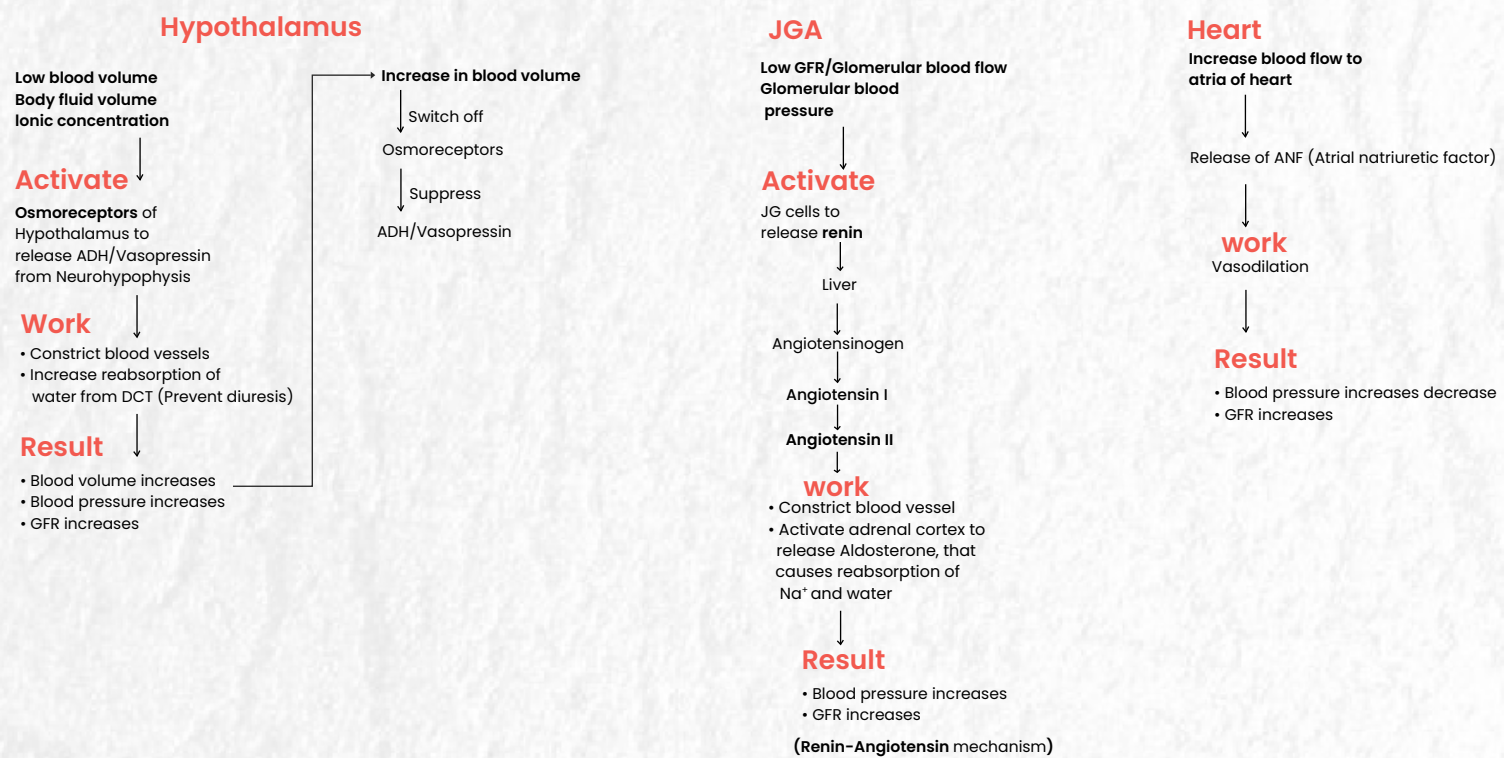 Hypothalamus
Low blood volume
Body fluid volume
Ionic concentration
Activate
Osmoreceptors of
Hypothalamus to
release ADH/Vasopressin
from Neurohypophysis
Work
• Constrict blood vessels
• Increase reabsorption of
water from DCT (Prevent diuresis)
Result
• Blood volume increases
• Blood pressure increases
• GFR increases
Increase in blood volume
Switch off
Osmoreceptors
Suppress
ADH/Vasopressin
JGA
Low GFR/Glomerular blood flow
Glomerular blood
pressure
Activate
JG cells to
release renin
Liver
Angiotensinogen
Angiotensin I
Angiotensin II
work
• Constrict blood vessel
• Activate adrenal cortex to
release Aldosterone, that
causes reabsorption of
Na⁺ and water
Result
• Blood pressure increases
• GFR increases
(Renin-Angiotensin mechanism)
Heart
Increase blood flow to
atria of heart
Release of ANF (Atrial natriuretic factor)
work
Vasodilation
Result
• Blood pressure increases decrease
• GFR increases